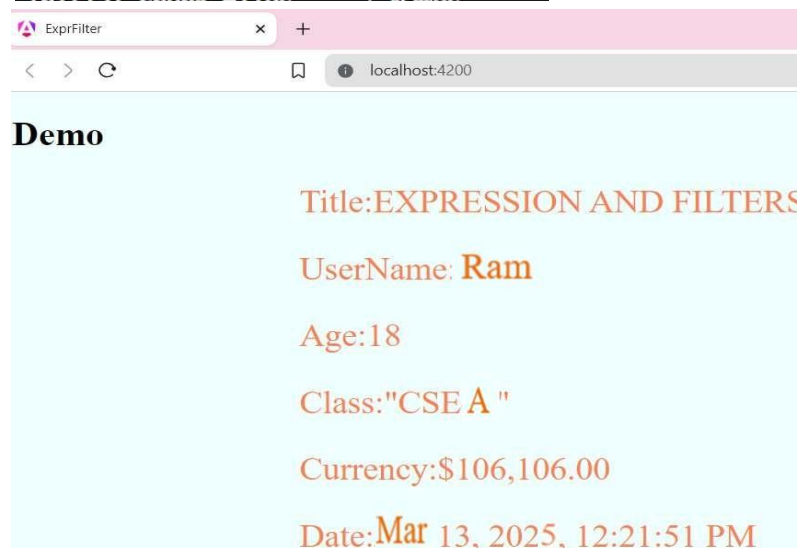 ExprFilter
localhost:4200
Demo
Title:EXPRESSION AND FILTERS
UserName: Ram
Age:18
Class:"CSE A "
Currency:$106,106.00
Date:Mar 13, 2025, 12:21:51 PM